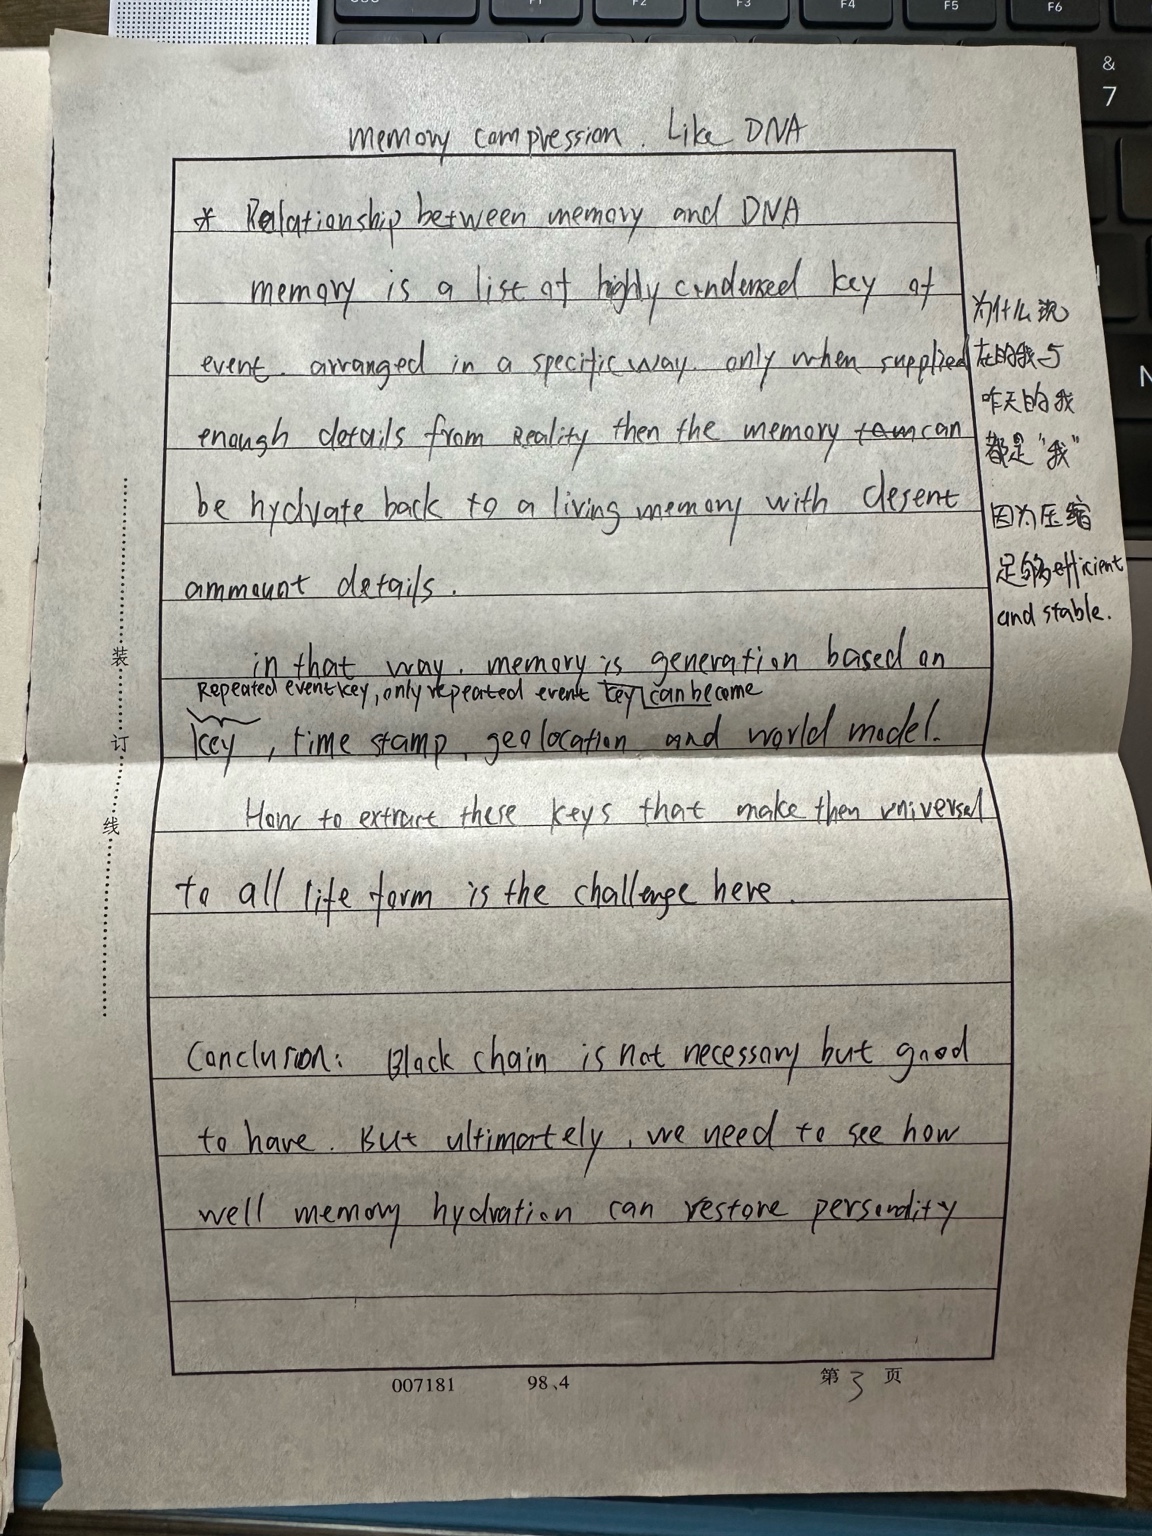 memory compression. Like DNA
* Relationship between memory and DNA
memory is a list of highly condensed key of
event. arranged in a specific way. only when supplied
enough details from Reality then the memory can
be hydrate back to a living memory with desent
ammount details.
in that way. memory is generation based on
Repeated event key, only repeated event key can become
key, time stamp, geolocation and world model.
How to extract these keys that make then universal
to all life form is the challenge here.
Conclusion: Block chain is not necessary but good
to have. But ultimately, we need to see how
well memory hydration can restore personality
为什么现
在的我与
昨天的我
都是“我”
因为压缩
足够efficient
and stable.
装
订
线
007181 98.4 第 3 页
&
7
F1 F2 F3 F4 F5 F6
N